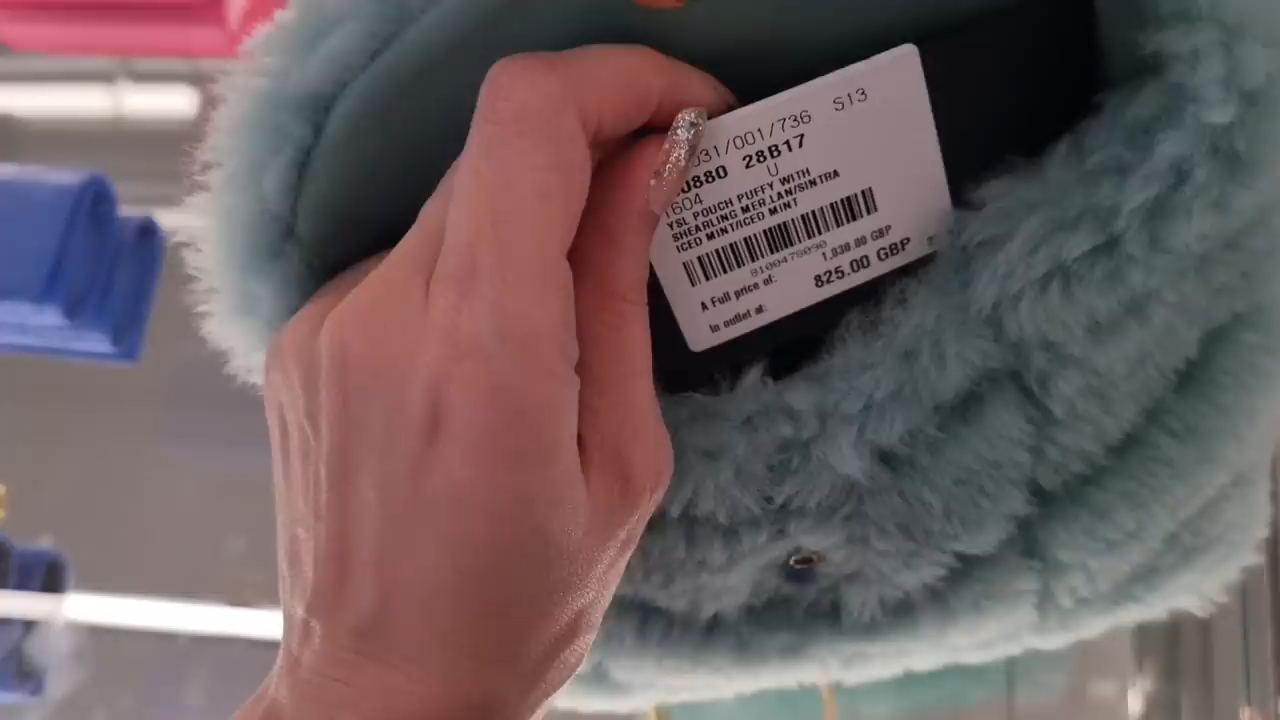 031/001/736 S13
0880 28B17
U
1604
YSL POUCH PUFFY WITH
SHEARLING MER.LAN/SINTRA
ICED MINT/ICED MINT
8100478090
A Full price of: 1,030.00 GBP
In outlet at: 825.00 GBP